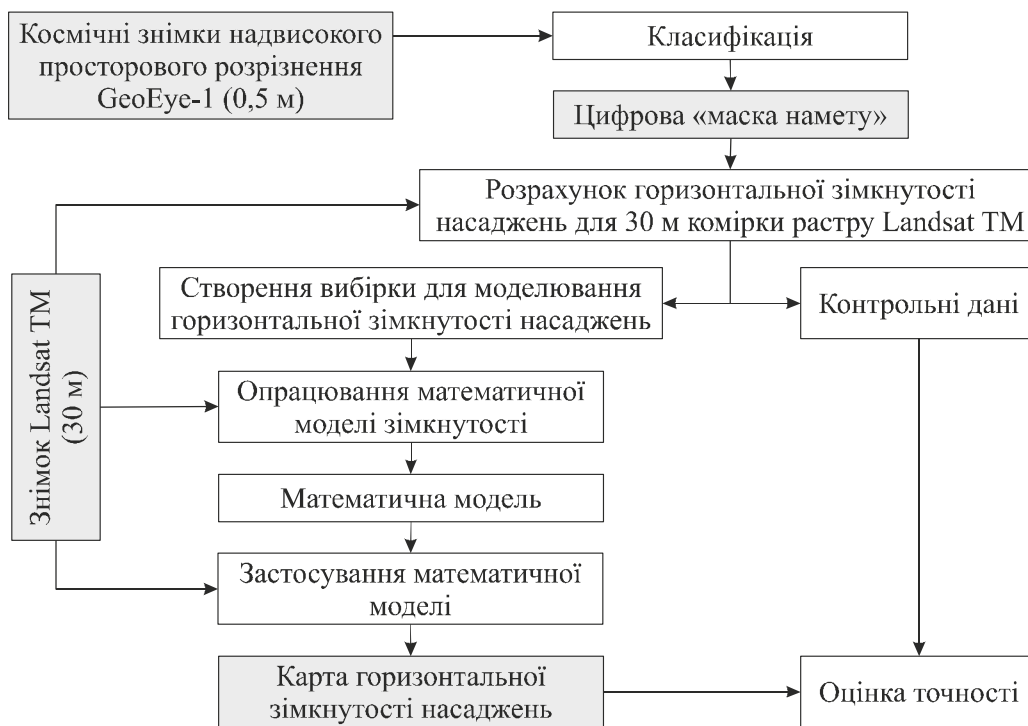 Космічні знімки надвисокого
просторового розрізнення
GeoEye-1 (0,5 м)
Класифікація
Цифрова «маска намету»
Розрахунок горизонтальної зімкнутості
насаджень для 30 м комірки растру Landsat TM
Знімок Landsat TM
(30 м)
Створення вибірки для моделювання
горизонтальної зімкнутості насаджень
Контрольні дані
Опрацювання математичної
моделі зімкнутості
Математична модель
Застосування математичної
моделі
Карта горизонтальної
зімкнутості насаджень
Оцінка точності